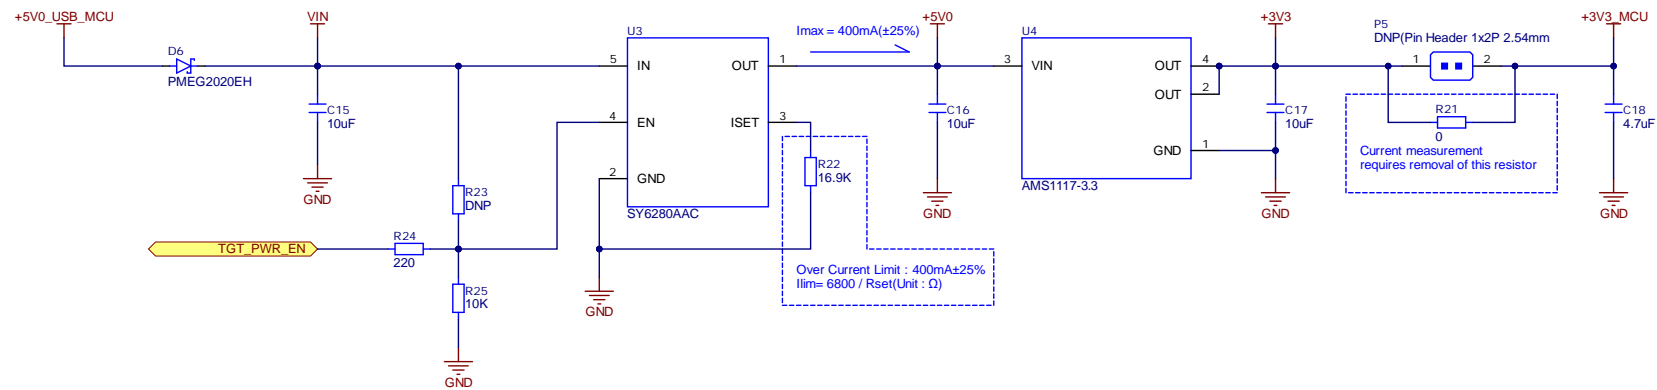 +5V0_USB_MCU
VIN
+5V0
+3V3
+3V3_MCU
D6
PMEG2020EH
C15
10uF
GND
U3
5 IN
4 EN
2 GND
OUT 1
ISET 3
SY6280AAC
Imax = 400mA(±25%)
C16
10uF
GND
U4
3 VIN
OUT 4
OUT 2
GND 1
AMS1117-3.3
C17
10uF
GND
P5
DNP(Pin Header 1x2P 2.54mm
1 2
R21
0
Current measurement
requires removal of this resistor
C18
4.7uF
GND
R22
16.9K
R23
DNP
TGT_PWR_EN
R24
220
R25
10K
GND
GND
Over Current Limit : 400mA±25%
Ilim= 6800 / Rset(Unit : Ω)